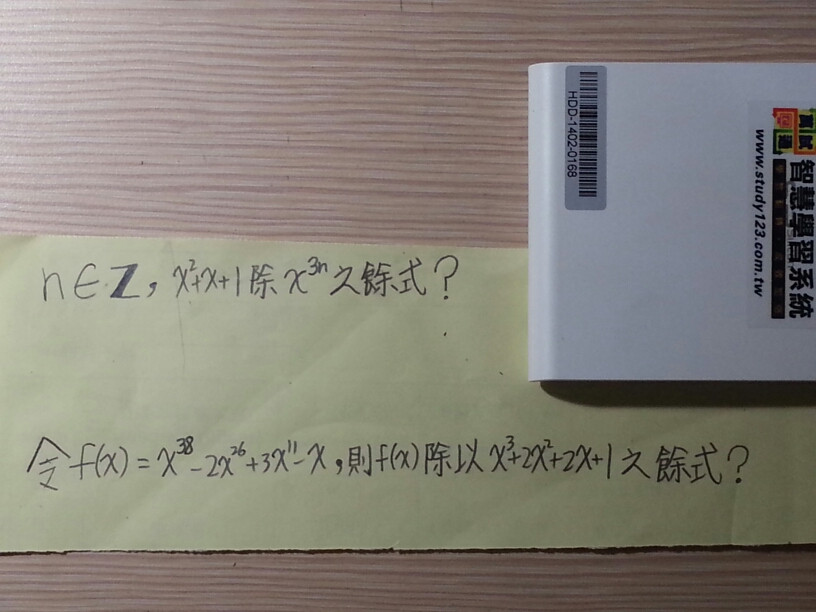 n∈Z，x²+x+1除x³ⁿ之餘式？
令f(x)=x³⁸-2x²⁶+3x¹¹-x，則f(x)除以x³+2x²+2x+1之餘式？
HDD-1402-0168
智慧學習系統
www.study123.com.tw